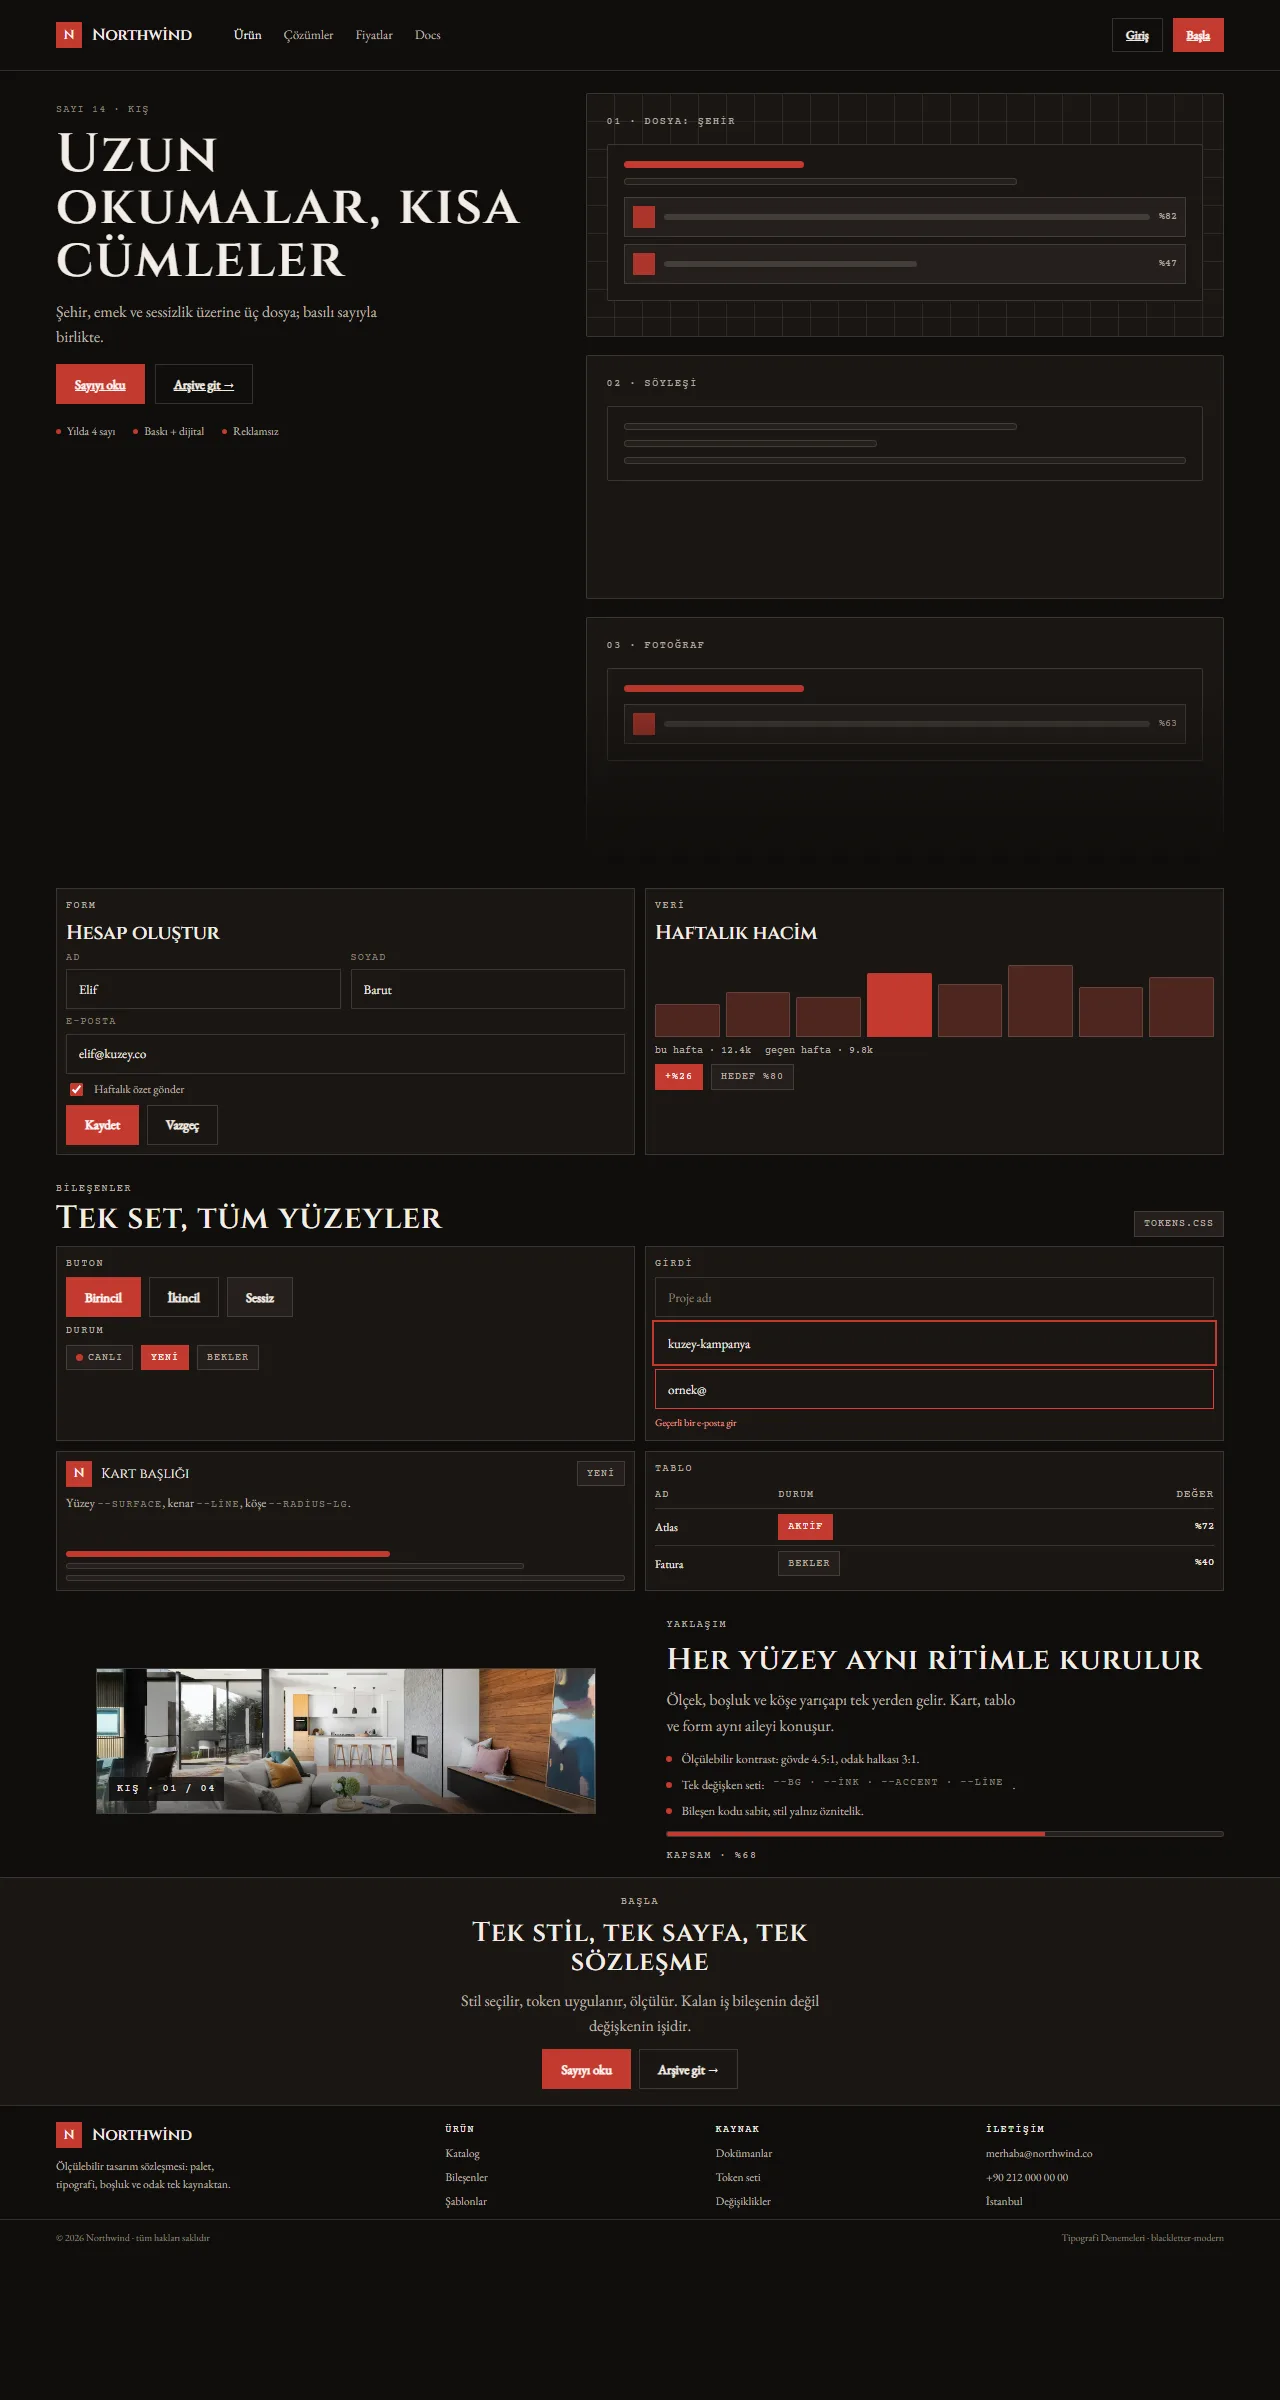 N NORTHWİND Ürün Çözümler Fiyatlar Docs Giriş Başla
SAYI 14 · KIŞ
UZUN
OKUMALAR, KISA
CÜMLELER
Şehir, emek ve sessizlik üzerine üç dosya; basılı sayıyla
birlikte.
Sayıyı oku Arşive git →
Yılda 4 sayı Baskı + dijital Reklamsız
01 · DOSYA: ŞEHİR
%82
%47
02 · SÖYLEŞİ
03 · FOTOĞRAF
%63
FORM
HESAP OLUŞTUR
AD SOYAD
Elif Barut
E-POSTA
elif@kuzey.co
Haftalık özet gönder
Kaydet Vazgeç
VERİ
HAFTALIK HACİM
bu hafta · 12.4k geçen hafta · 9.8k
+%26 HEDEF %80
BİLEŞENLER
TEK SET, TÜM YÜZEYLER
TOKENS.CSS
BUTON
Birincil İkincil Sessiz
DURUM
CANLI YENİ BEKLER
GİRDİ
Proje adı
kuzey-kampanya
ornek@
Geçerli bir e-posta gir
N KART BAŞLIĞI YENİ
Yüzey --SURFACE, kenar --LİNE, köşe --RADİUS-LG.
TABLO
AD DURUM DEĞER
Atlas AKTİF %72
Fatura BEKLER %40
KIŞ · 01 / 04
YAKLAŞIM
HER YÜZEY AYNI RİTİMLE KURULUR
Ölçek, boşluk ve köşe yarıçapı tek yerden gelir. Kart, tablo
ve form aynı aileyi konuşur.
Ölçülebilir kontrast: gövde 4.5:1, odak halkası 3:1.
Tek değişken seti: --BG · --İNK · --ACCENT · --LİNE .
Bileşen kodu sabit, stil yalnız öznitelik.
KAPSAM · %68
BAŞLA
TEK STİL, TEK SAYFA, TEK
SÖZLEŞME
Stil seçilir, token uygulanır, ölçülür. Kalan iş bileşenin değil
değişkenin işidir.
Sayıyı oku Arşive git →
N NORTHWİND
Ölçülebilir tasarım sözleşmesi: palet,
tipografi, boşluk ve odak tek kaynaktan.
ÜRÜN
Katalog
Bileşenler
Şablonlar
KAYNAK
Dokümanlar
Token seti
Değişiklikler
İLETİŞİM
merhaba@northwind.co
+90 212 000 00 00
İstanbul
© 2026 Northwind · tüm hakları saklıdır
Tipografi Denemeleri · blackletter-modern